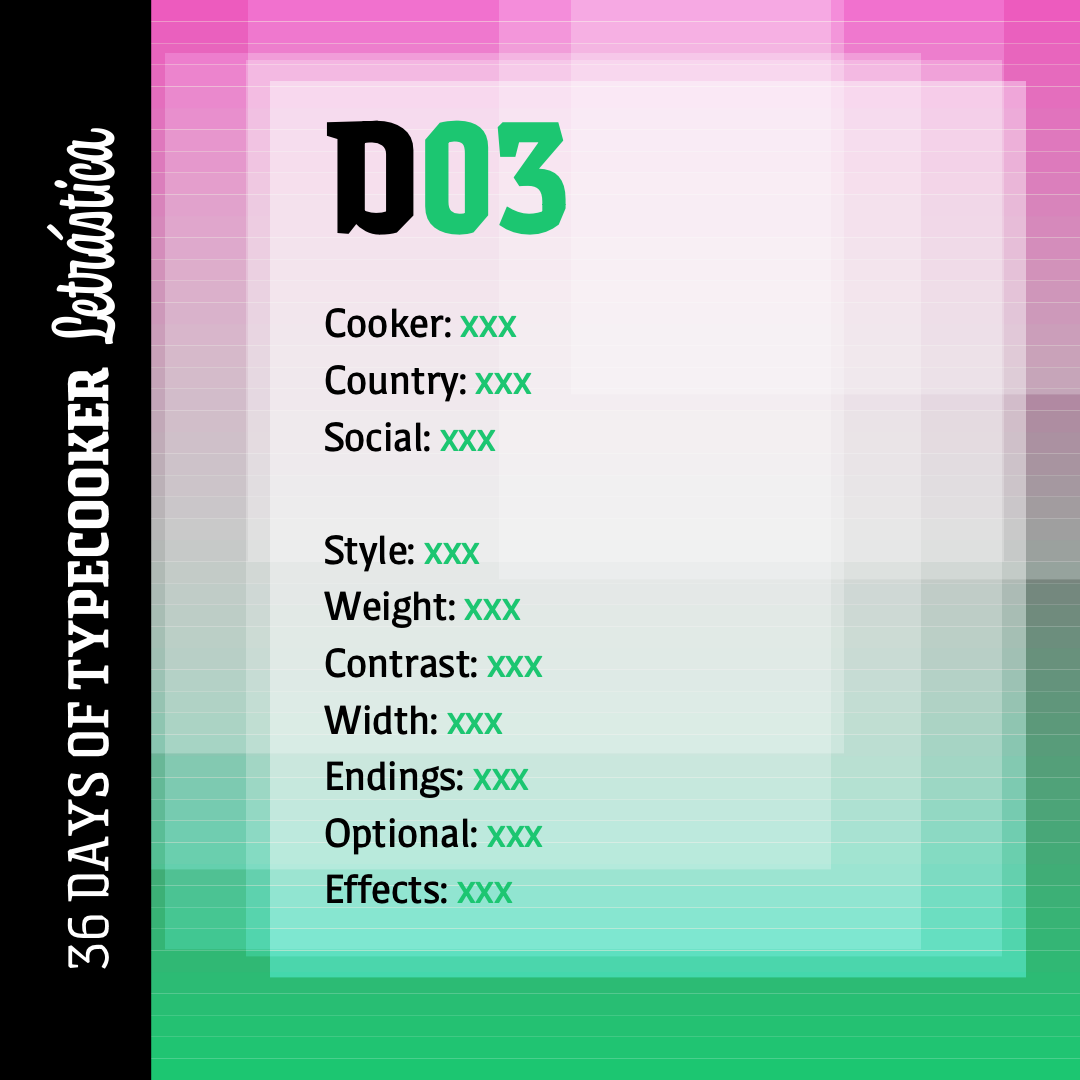 36 DAYS OF TYPECOOKER Letrástica
D03
Cooker: xxx
Country: xxx
Social: xxx
Style: xxx
Weight: xxx
Contrast: xxx
Width: xxx
Endings: xxx
Optional: xxx
Effects: xxx